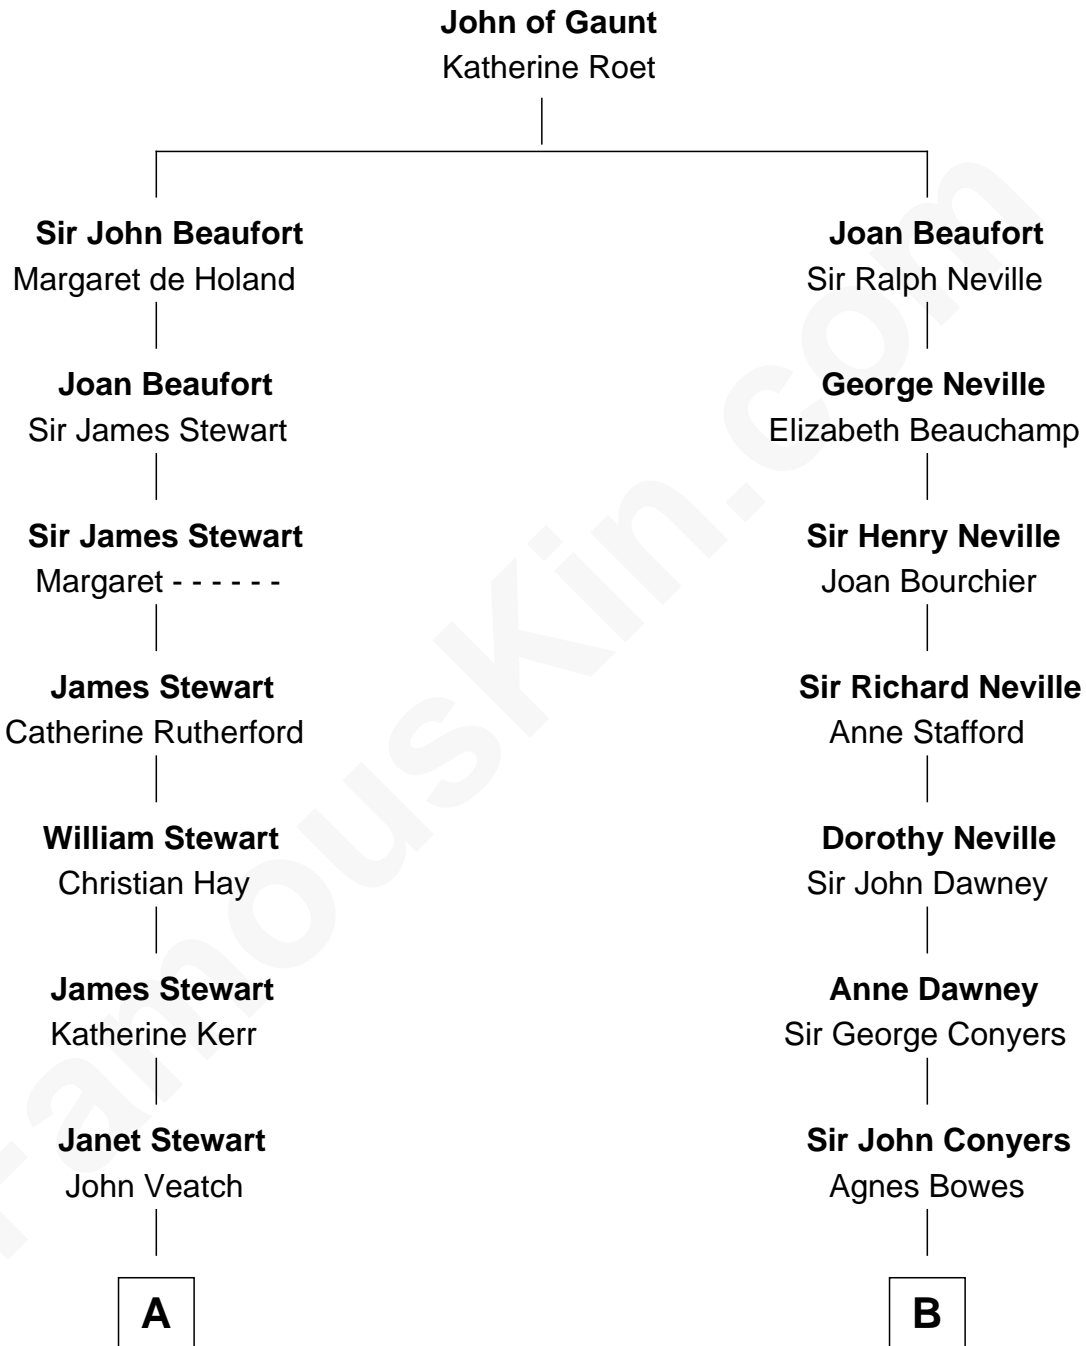 John of Gaunt
Katherine Roet
Sir John Beaufort
Margaret de Holand
Joan Beaufort
Sir James Stewart
Sir James Stewart
Margaret - - - - - -
James Stewart
Catherine Rutherford
William Stewart
Christian Hay
James Stewart
Katherine Kerr
Janet Stewart
John Veatch
A
Joan Beaufort
Sir Ralph Neville
George Neville
Elizabeth Beauchamp
Sir Henry Neville
Joan Bourchier
Sir Richard Neville
Anne Stafford
Dorothy Neville
Sir John Dawney
Anne Dawney
Sir George Conyers
Sir John Conyers
Agnes Bowes
B
FamousKin.com